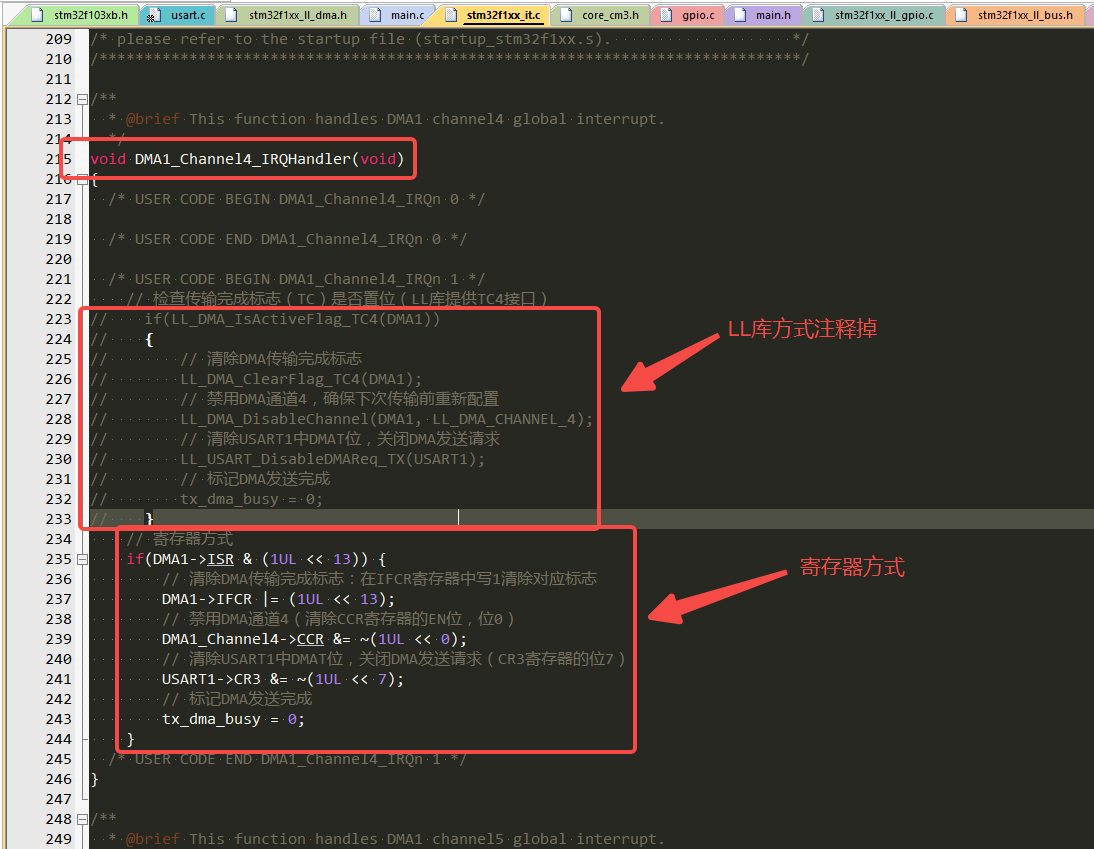 stm32f103xb.h usart.c stm32f1xx_ll_dma.h main.c stm32f1xx_it.c core_cm3.h gpio.c main.h stm32f1xx_ll_gpio.c stm32f1xx_ll_bus.h
209 /* please refer to the startup file (startup_stm32f1xx.s). */
210 /******************************************************************************/
211
212 /**
213 * @brief This function handles DMA1 channel4 global interrupt.
214 */
215 void DMA1_Channel4_IRQHandler(void)
216 {
217 /* USER CODE BEGIN DMA1_Channel4_IRQn 0 */
218
219 /* USER CODE END DMA1_Channel4_IRQn 0 */
220
221 /* USER CODE BEGIN DMA1_Channel4_IRQn 1 */
222 // 检查传输完成标志（TC）是否置位（LL库提供TC4接口）
223 // if(LL_DMA_IsActiveFlag_TC4(DMA1))
LL库方式注释掉
224 // {
225 // // 清除DMA传输完成标志
226 // LL_DMA_ClearFlag_TC4(DMA1);
227 // // 禁用DMA通道4，确保下次传输前重新配置
228 // LL_DMA_DisableChannel(DMA1, LL_DMA_CHANNEL_4);
229 // // 清除USART1中DMAT位，关闭DMA发送请求
230 // LL_USART_DisableDMAReq_TX(USART1);
231 // // 标记DMA发送完成
232 // tx_dma_busy = 0;
233 // }
234 // 寄存器方式
235 if(DMA1->ISR & (1UL << 13)) {
寄存器方式
236 // 清除DMA传输完成标志：在IFCR寄存器中写1清除对应标志
237 DMA1->IFCR |= (1UL << 13);
238 // 禁用DMA通道4（清除CCR寄存器的EN位，位0）
239 DMA1_Channel4->CCR &= ~(1UL << 0);
240 // 清除USART1中DMAT位，关闭DMA发送请求（CR3寄存器的位7）
241 USART1->CR3 &= ~(1UL << 7);
242 // 标记DMA发送完成
243 tx_dma_busy = 0;
244 }
245 /* USER CODE END DMA1_Channel4_IRQn 1 */
246 }
247
248 /**
249 * @brief This function handles DMA1 channel5 global interrupt.